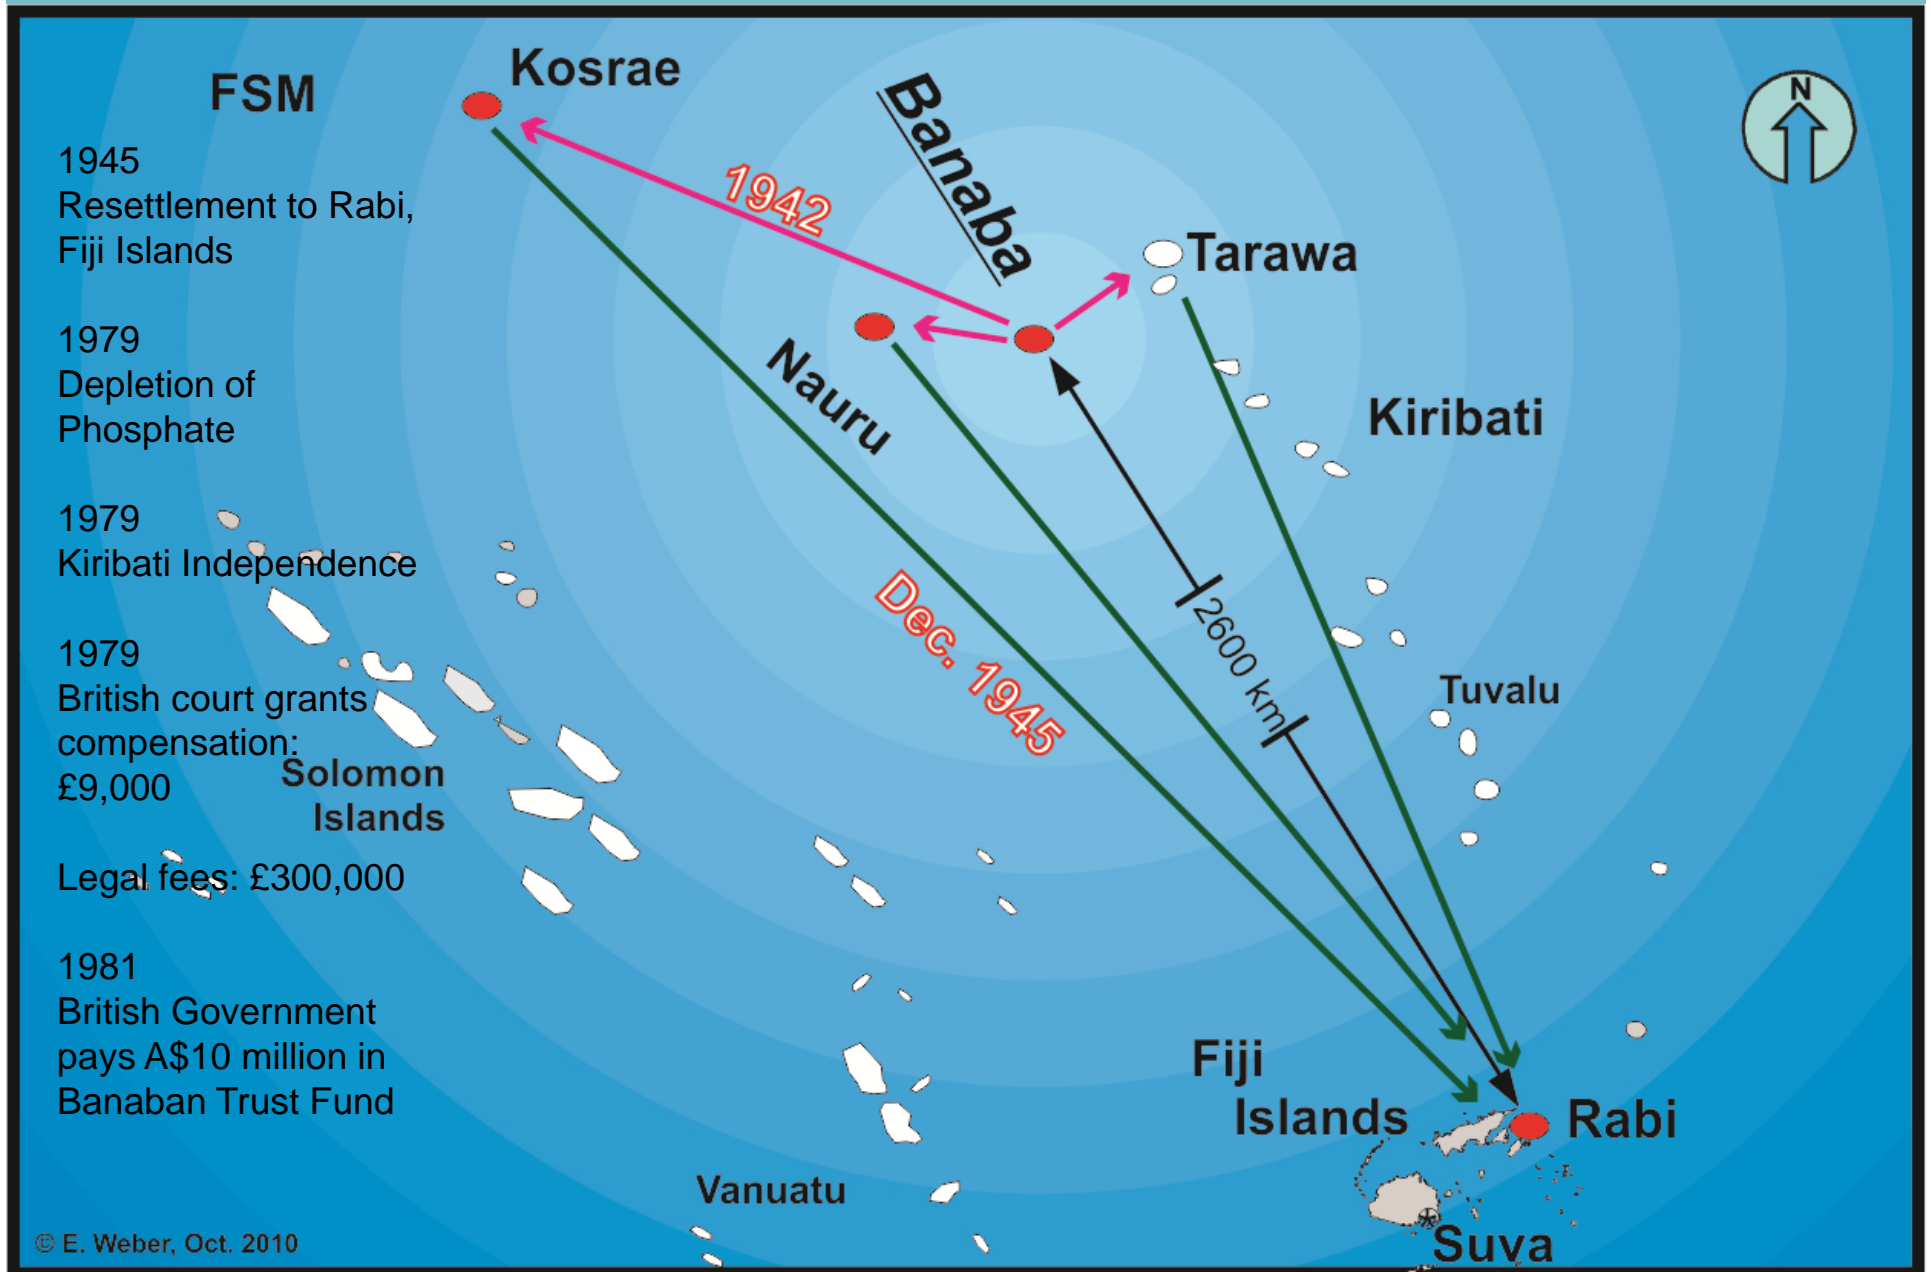 FSM
Kosrae
Banaba
N
1945
Resettlement to Rabi,
Fiji Islands
1942
Tarawa
1979
Depletion of
Phosphate
Nauru
Kiribati
1979
Kiribati Independence
Dec. 1945
2600 km
1979
British court grants
compensation:
£9,000
Tuvalu
Solomon
Islands
Legal fees: £300,000
1981
British Government
pays A$10 million in
Banaban Trust Fund
Fiji
Islands
Rabi
Vanuatu
Suva
© E. Weber, Oct. 2010